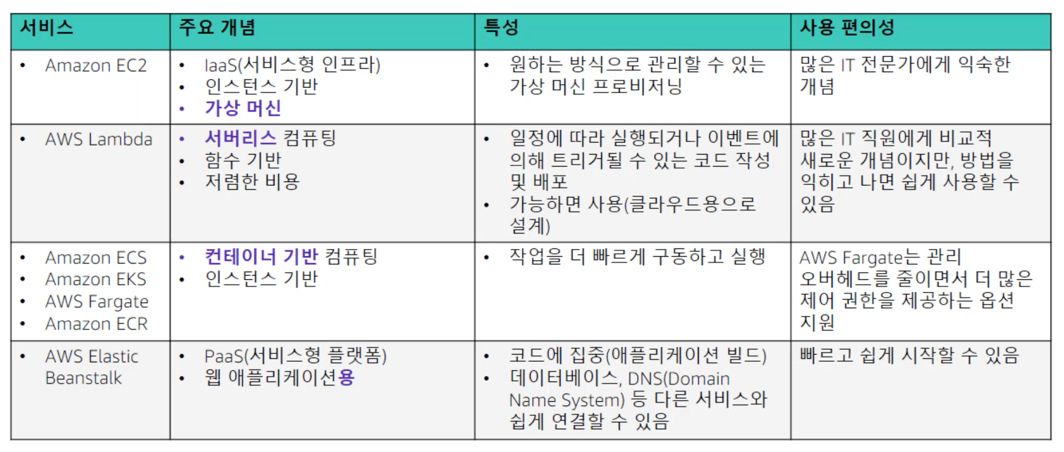 서비스
주요 개념
특성
사용 편의성
• Amazon EC2
• IaaS(서비스형 인프라)
• 인스턴스 기반
• 가상 머신
• 원하는 방식으로 관리할 수 있는
가상 머신 프로비저닝
많은 IT 전문가에게 익숙한
개념
• AWS Lambda
• 서버리스 컴퓨팅
• 함수 기반
• 저렴한 비용
• 일정에 따라 실행되거나 이벤트에
의해 트리거될 수 있는 코드 작성
및 배포
• 가능하면 사용(클라우드용으로
설계)
많은 IT 직원에게 비교적
새로운 개념이지만, 방법을
익히고 나면 쉽게 사용할 수
있음
• Amazon ECS
• Amazon EKS
• AWS Fargate
• Amazon ECR
• 컨테이너 기반 컴퓨팅
• 인스턴스 기반
• 작업을 더 빠르게 구동하고 실행
AWS Fargate는 관리
오버헤드를 줄이면서 더 많은
제어 권한을 제공하는 옵션
지원
• AWS Elastic
Beanstalk
• PaaS(서비스형 플랫폼)
• 웹 애플리케이션용
• 코드에 집중(애플리케이션 빌드)
• 데이터베이스, DNS(Domain
Name System) 등 다른 서비스와
쉽게 연결할 수 있음
빠르고 쉽게 시작할 수 있음